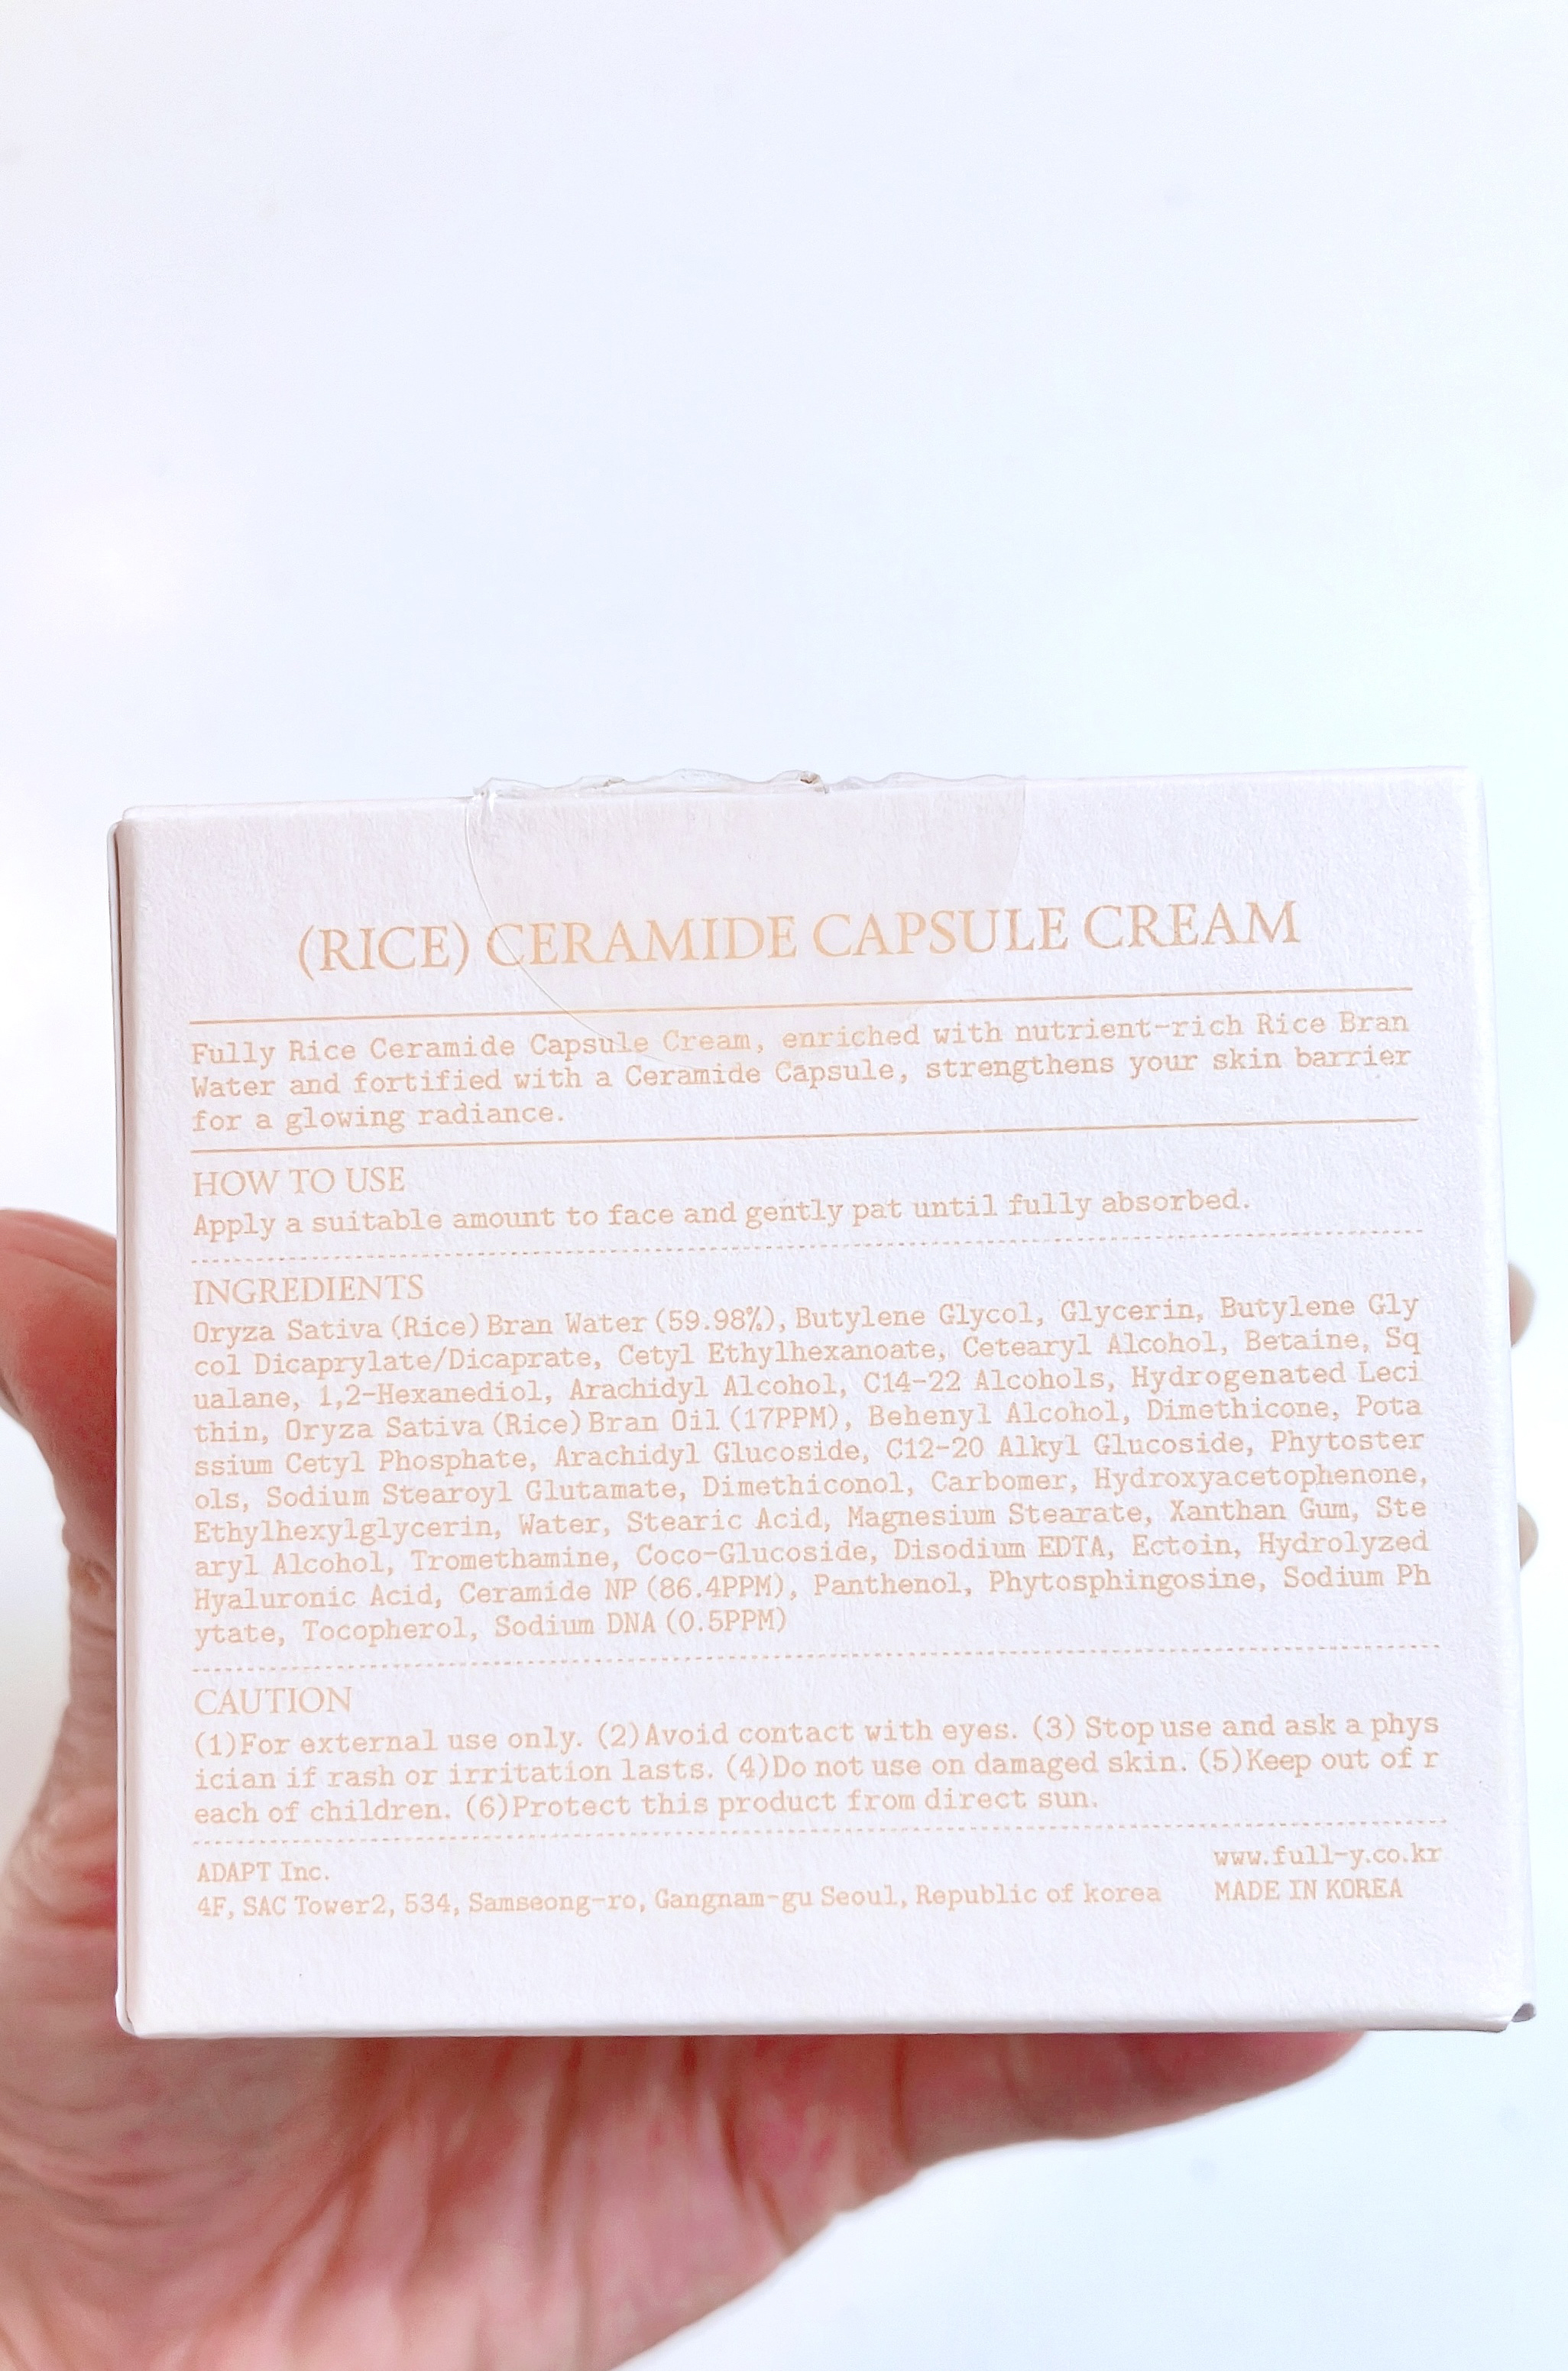 (RICE) CERAMIDE CAPSULE CREAM
Fully Rice Ceramide Capsule Cream, enriched with nutrient-rich Rice Bran
Water and fortified with a Ceramide Capsule, strengthens your skin barrier
for a glowing radiance.
HOW TO USE
Apply a suitable amount to face and gently pat until fully absorbed.
INGREDIENTS
Oryza Sativa (Rice) Bran Water (59.98%), Butylene Glycol, Glycerin, Butylene Gly
col Dicaprylate/Dicaprate, Cetyl Ethylhexanoate, Cetearyl Alcohol, Betaine, Sq
ualane, 1,2-Hexanediol, Arachidyl Alcohol, C14-22 Alcohols, Hydrogenated Leci
thin, Oryza Sativa (Rice) Bran Oil (17PPM), Behenyl Alcohol, Dimethicone, Pota
ssium Cetyl Phosphate, Arachidyl Glucoside, C12-20 Alkyl Glucoside, Phytoster
ols, Sodium Stearoyl Glutamate, Dimethiconol, Carbomer, Hydroxyacetophenone,
Ethylhexylglycerin, Water, Stearic Acid, Magnesium Stearate, Xanthan Gum, Ste
aryl Alcohol, Tromethamine, Coco-Glucoside, Disodium EDTA, Ectoin, Hydrolyzed
Hyaluronic Acid, Ceramide NP (86.4PPM), Panthenol, Phytosphingosine, Sodium Ph
ytate, Tocopherol, Sodium DNA (0.5PPM)
CAUTION
(1)For external use only. (2)Avoid contact with eyes. (3) Stop use and ask a phys
ician if rash or irritation lasts. (4)Do not use on damaged skin. (5)Keep out of r
each of children. (6)Protect this product from direct sun.
ADAPT Inc.
4F, SAC Tower2, 534, Samseong-ro, Gangnam-gu Seoul, Republic of korea
www.full-y.co.kr
MADE IN KOREA